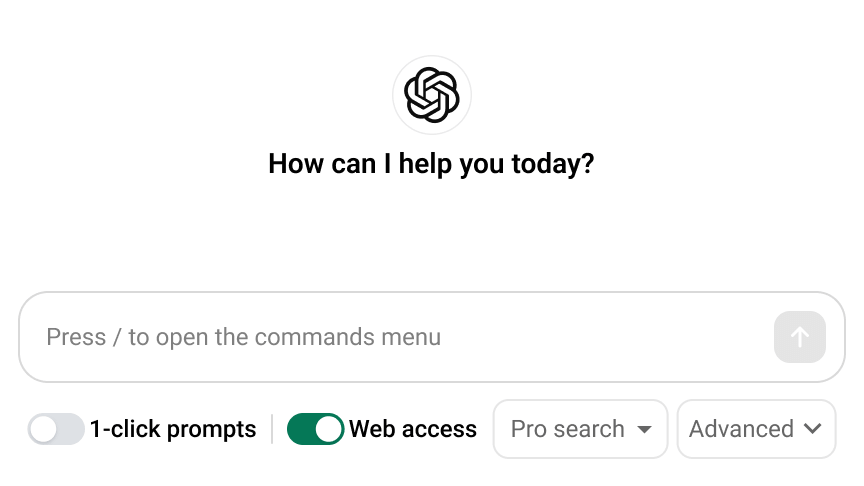 How can I help you today?
Press / to open the commands menu
1-click prompts Web access Pro search Advanced